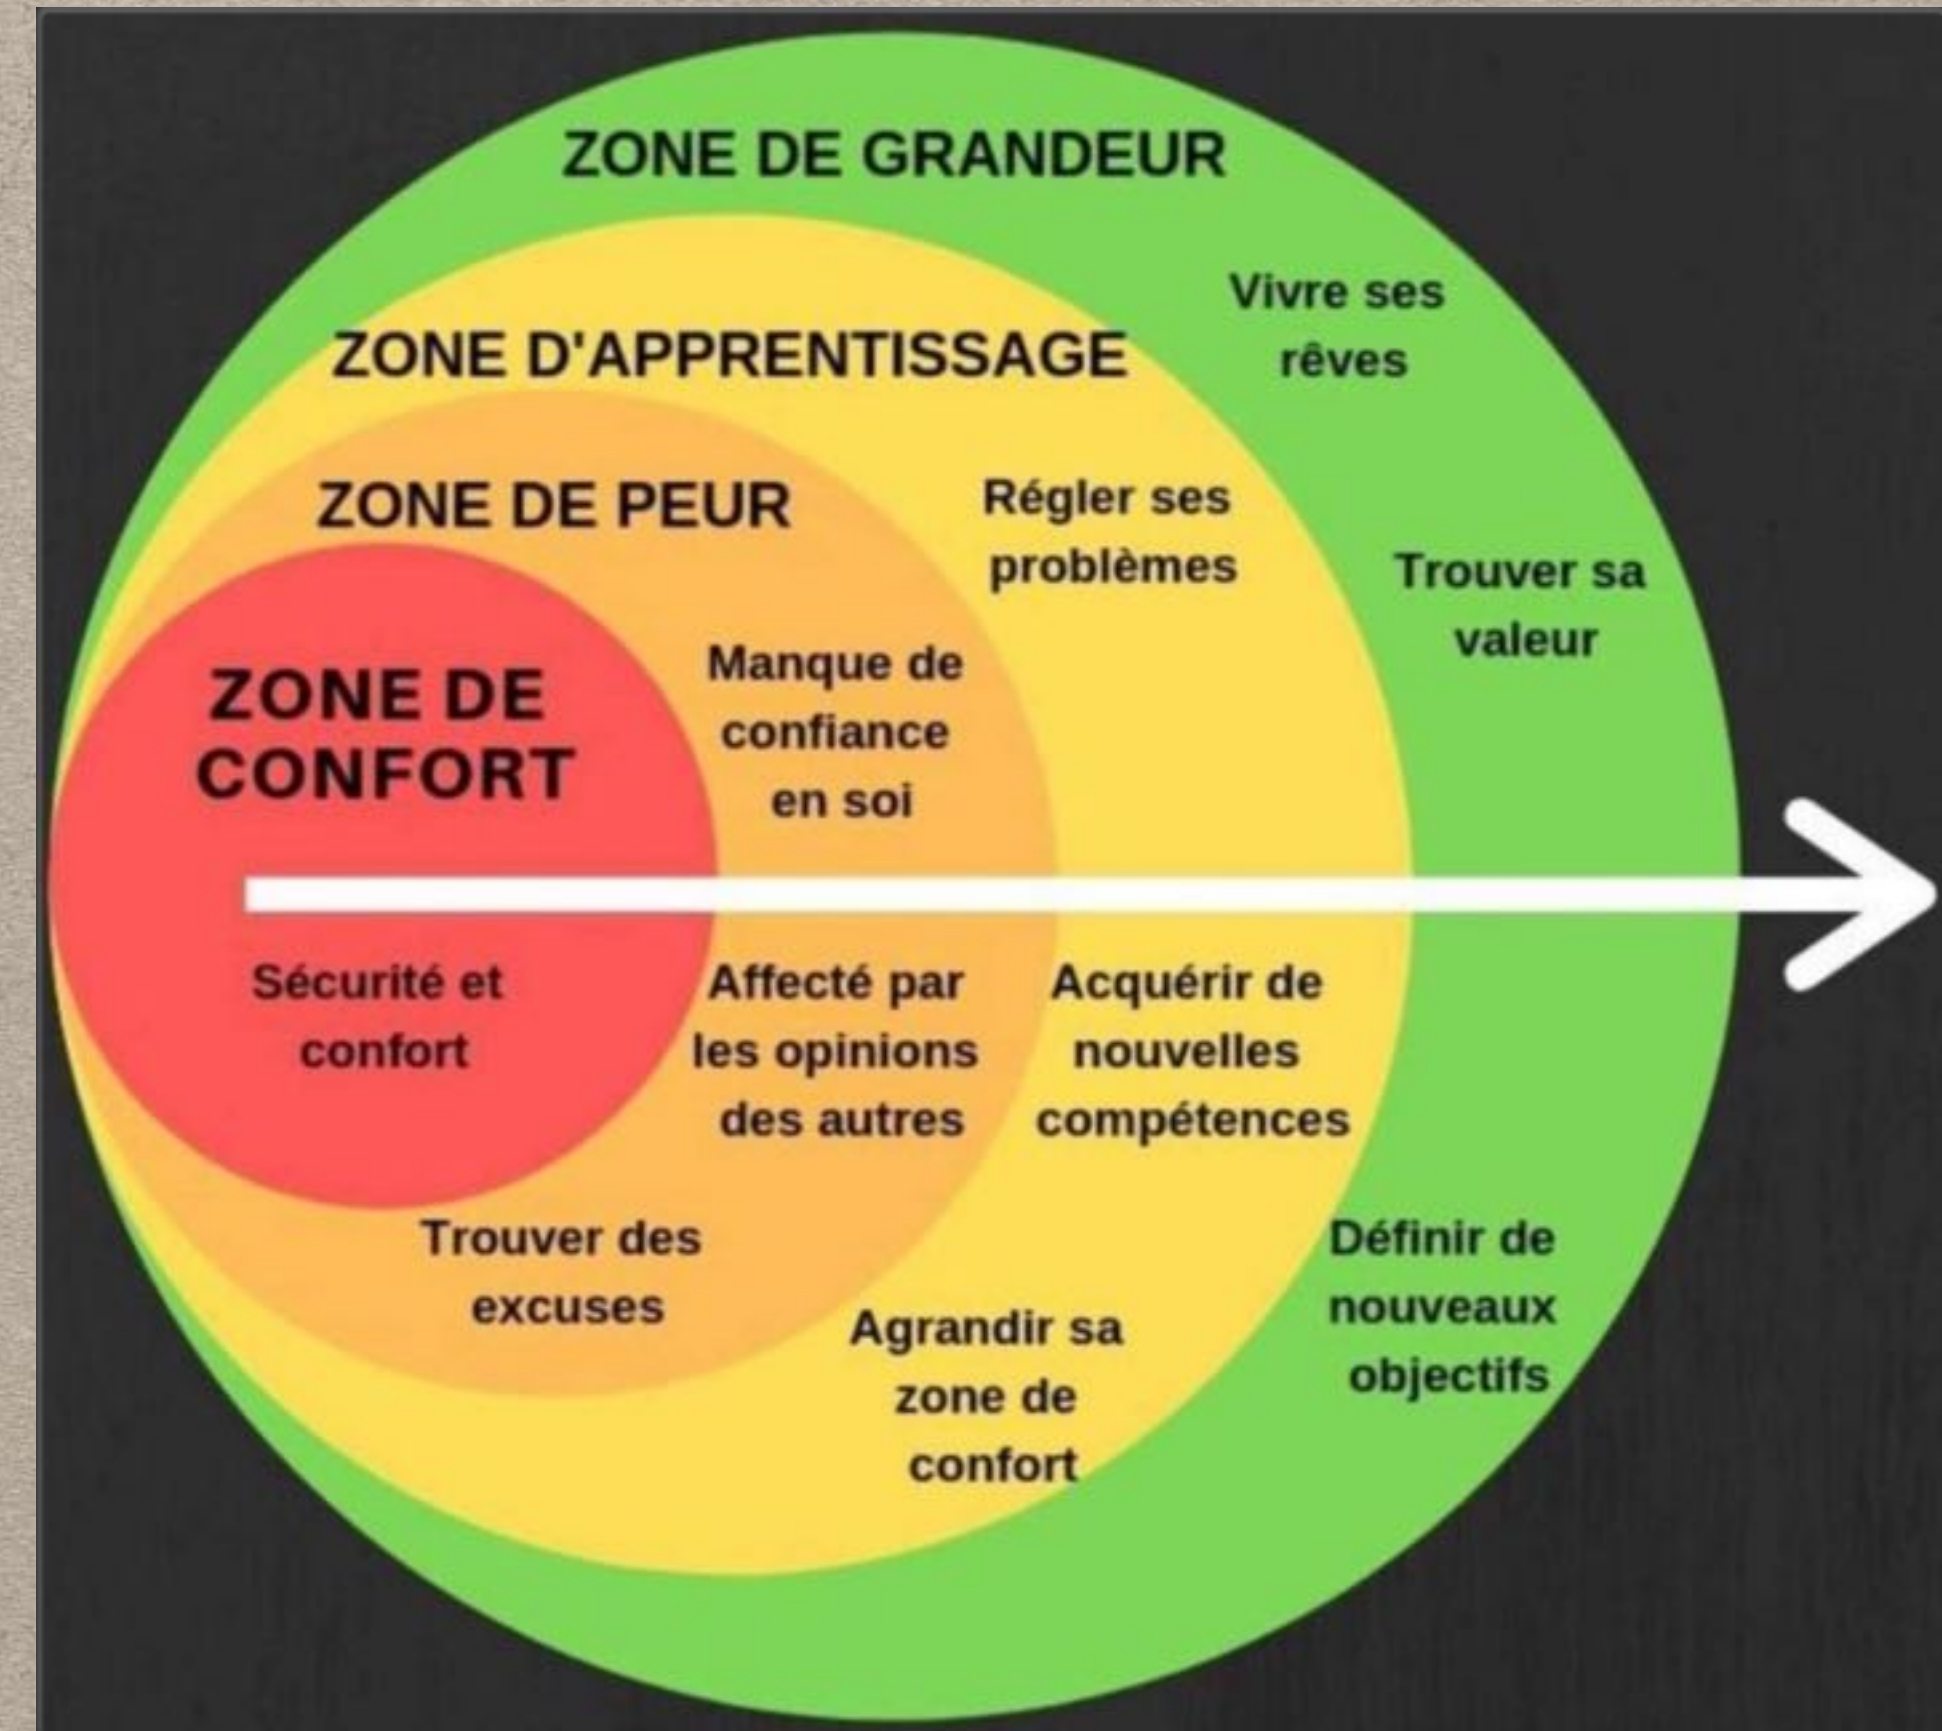 ZONE DE GRANDEUR
Vivre ses
rêves
ZONE D'APPRENTISSAGE
Régler ses
problèmes
ZONE DE PEUR
Trouver sa
valeur
Manque de
confiance
en soi
ZONE DE
CONFORT
Sécurité et
confort
Affecté par
les opinions
des autres
Acquérir de
nouvelles
compétences
Trouver des
excuses
Agrandir sa
zone de
confort
Définir de
nouveaux
objectifs